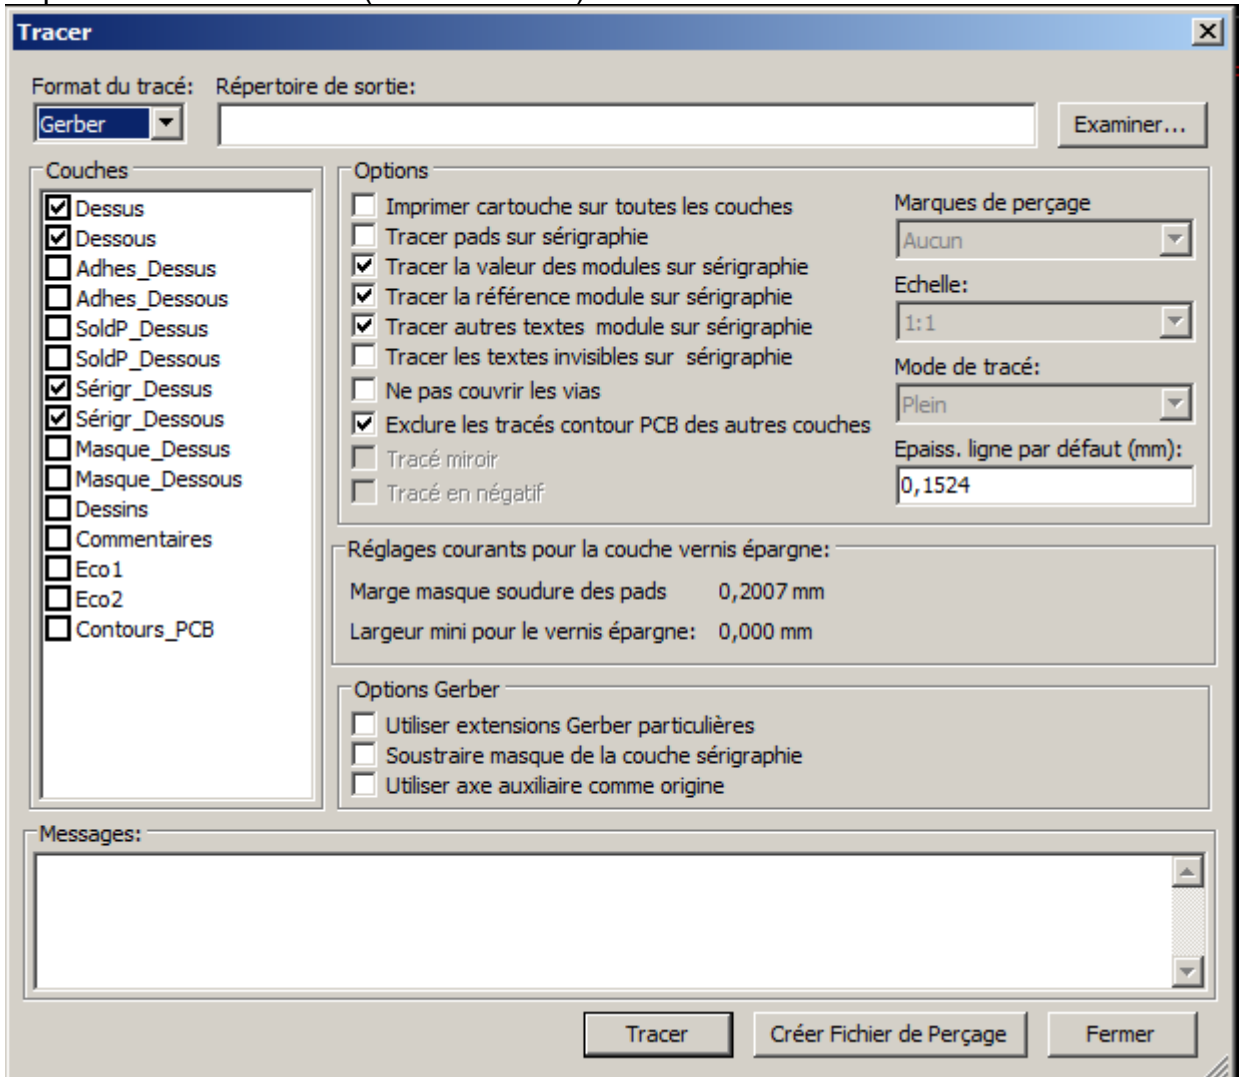 Tracer
Format du tracé: Répertoire de sortie:
Gerber
Examiner...
Couches
Dessus
Dessous
Adhes_Dessus
Adhes_Dessous
SoldP_Dessus
SoldP_Dessous
Sérigr_Dessus
Sérigr_Dessous
Masque_Dessus
Masque_Dessous
Dessins
Commentaires
Eco1
Eco2
Contours_PCB
Options
Imprimer cartouche sur toutes les couches
Tracer pads sur sérigraphie
Tracer la valeur des modules sur sérigraphie
Tracer la référence module sur sérigraphie
Tracer autres textes module sur sérigraphie
Tracer les textes invisibles sur sérigraphie
Ne pas couvrir les vias
Exclure les tracés contour PCB des autres couches
Tracé miroir
Tracé en négatif
Marques de perçage
Aucun
Echelle:
1:1
Mode de tracé:
Plein
Epaiss. ligne par défaut (mm):
0,1524
Réglages courants pour la couche vernis épargne:
Marge masque soudure des pads 0,2007 mm
Largeur mini pour le vernis épargne: 0,000 mm
Options Gerber
Utiliser extensions Gerber particulières
Soustraire masque de la couche sérigraphie
Utiliser axe auxiliaire comme origine
Messages:
Tracer Créer Fichier de Perçage Fermer